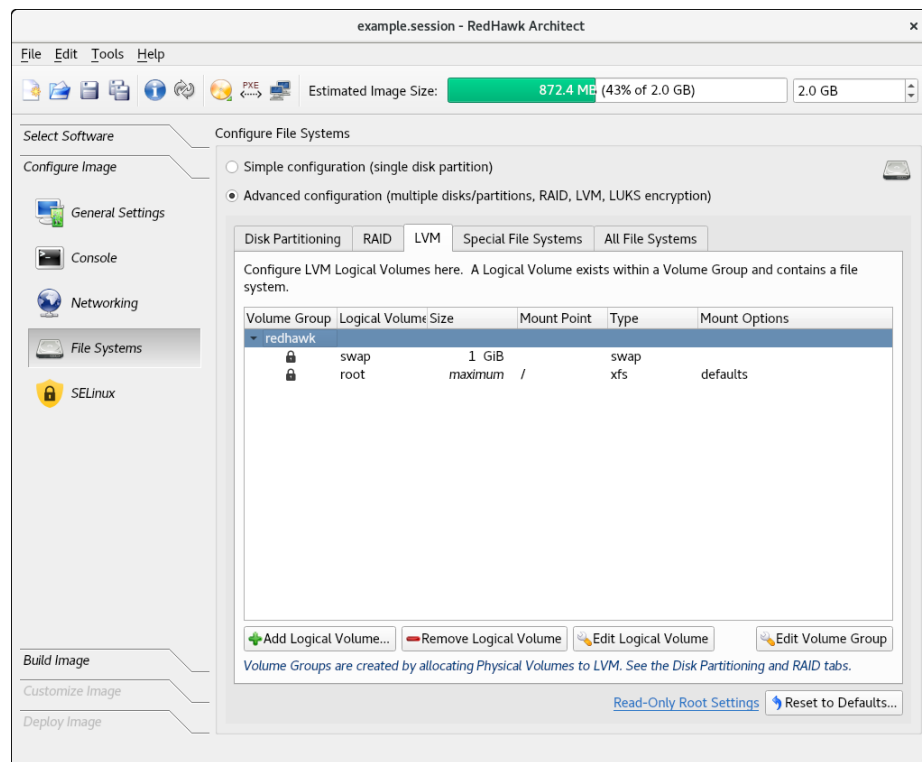 example.session - RedHawk Architect ×
File Edit Tools Help
PXE Estimated Image Size: 872.4 MB (43% of 2.0 GB) 2.0 GB
Select Software
Configure Image
General Settings
Console
Networking
File Systems
SELinux
Build Image
Customize Image
Deploy Image
Configure File Systems
Simple configuration (single disk partition)
Advanced configuration (multiple disks/partitions, RAID, LVM, LUKS encryption)
Disk Partitioning RAID LVM Special File Systems All File Systems
Configure LVM Logical Volumes here. A Logical Volume exists within a Volume Group and contains a file
system.
Volume Group Logical Volume Size Mount Point Type Mount Options
redhawk
swap 1 GiB swap
root maximum / xfs defaults
Add Logical Volume... Remove Logical Volume Edit Logical Volume Edit Volume Group
Volume Groups are created by allocating Physical Volumes to LVM. See the Disk Partitioning and RAID tabs.
Read-Only Root Settings Reset to Defaults...